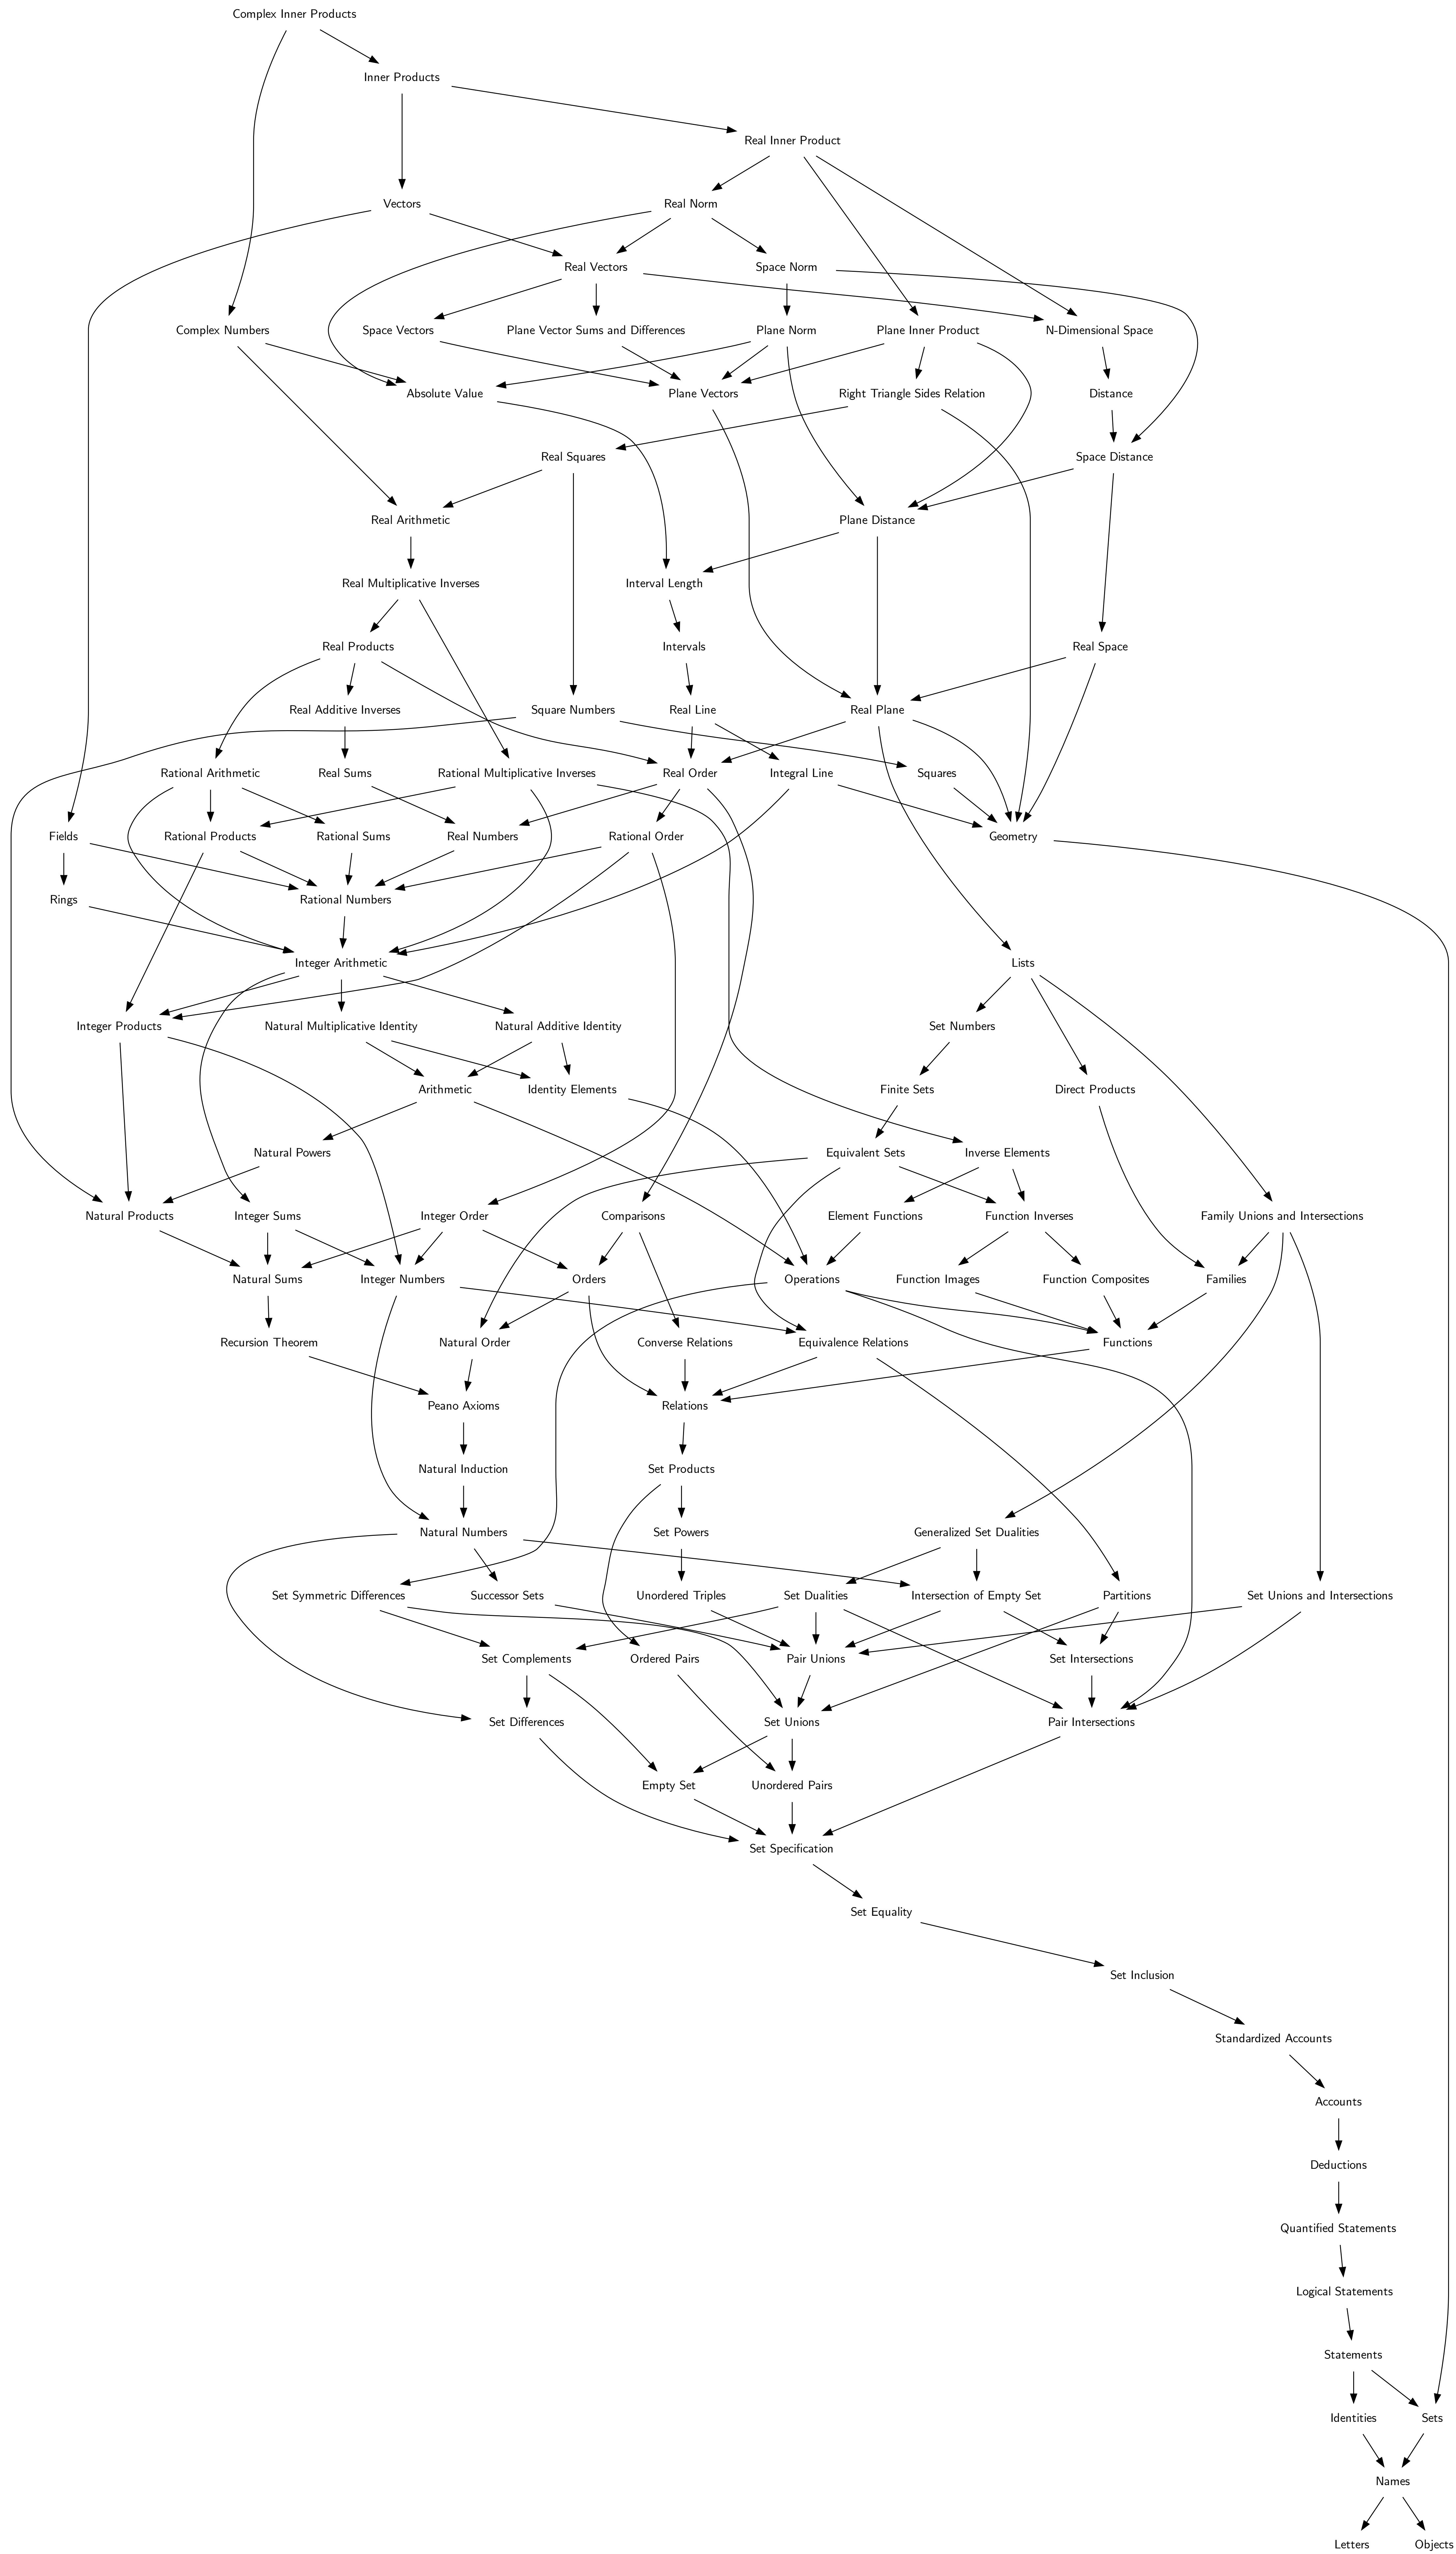 Complex Inner Products
Inner Products
Real Inner Product
Vectors
Real Norm
Real Vectors
Space Norm
Complex Numbers
Space Vectors
Plane Vector Sums and Differences
Plane Norm
Plane Inner Product
N-Dimensional Space
Absolute Value
Plane Vectors
Right Triangle Sides Relation
Distance
Real Squares
Space Distance
Real Arithmetic
Plane Distance
Real Multiplicative Inverses
Interval Length
Real Products
Intervals
Real Space
Real Additive Inverses
Square Numbers
Real Line
Real Plane
Rational Arithmetic
Real Sums
Rational Multiplicative Inverses
Real Order
Integral Line
Squares
Fields
Rational Products
Rational Sums
Real Numbers
Rational Order
Geometry
Rings
Rational Numbers
Integer Arithmetic
Lists
Integer Products
Natural Multiplicative Identity
Natural Additive Identity
Set Numbers
Arithmetic
Identity Elements
Finite Sets
Direct Products
Natural Powers
Equivalent Sets
Inverse Elements
Natural Products
Integer Sums
Integer Order
Comparisons
Element Functions
Function Inverses
Family Unions and Intersections
Natural Sums
Integer Numbers
Orders
Operations
Function Images
Function Composites
Families
Recursion Theorem
Natural Order
Converse Relations
Equivalence Relations
Functions
Peano Axioms
Relations
Natural Induction
Set Products
Natural Numbers
Set Powers
Generalized Set Dualities
Set Symmetric Differences
Successor Sets
Unordered Triples
Set Dualities
Intersection of Empty Set
Partitions
Set Unions and Intersections
Set Complements
Ordered Pairs
Pair Unions
Set Intersections
Set Differences
Set Unions
Pair Intersections
Empty Set
Unordered Pairs
Set Specification
Set Equality
Set Inclusion
Standardized Accounts
Accounts
Deductions
Quantified Statements
Logical Statements
Statements
Identities
Sets
Names
Letters
Objects